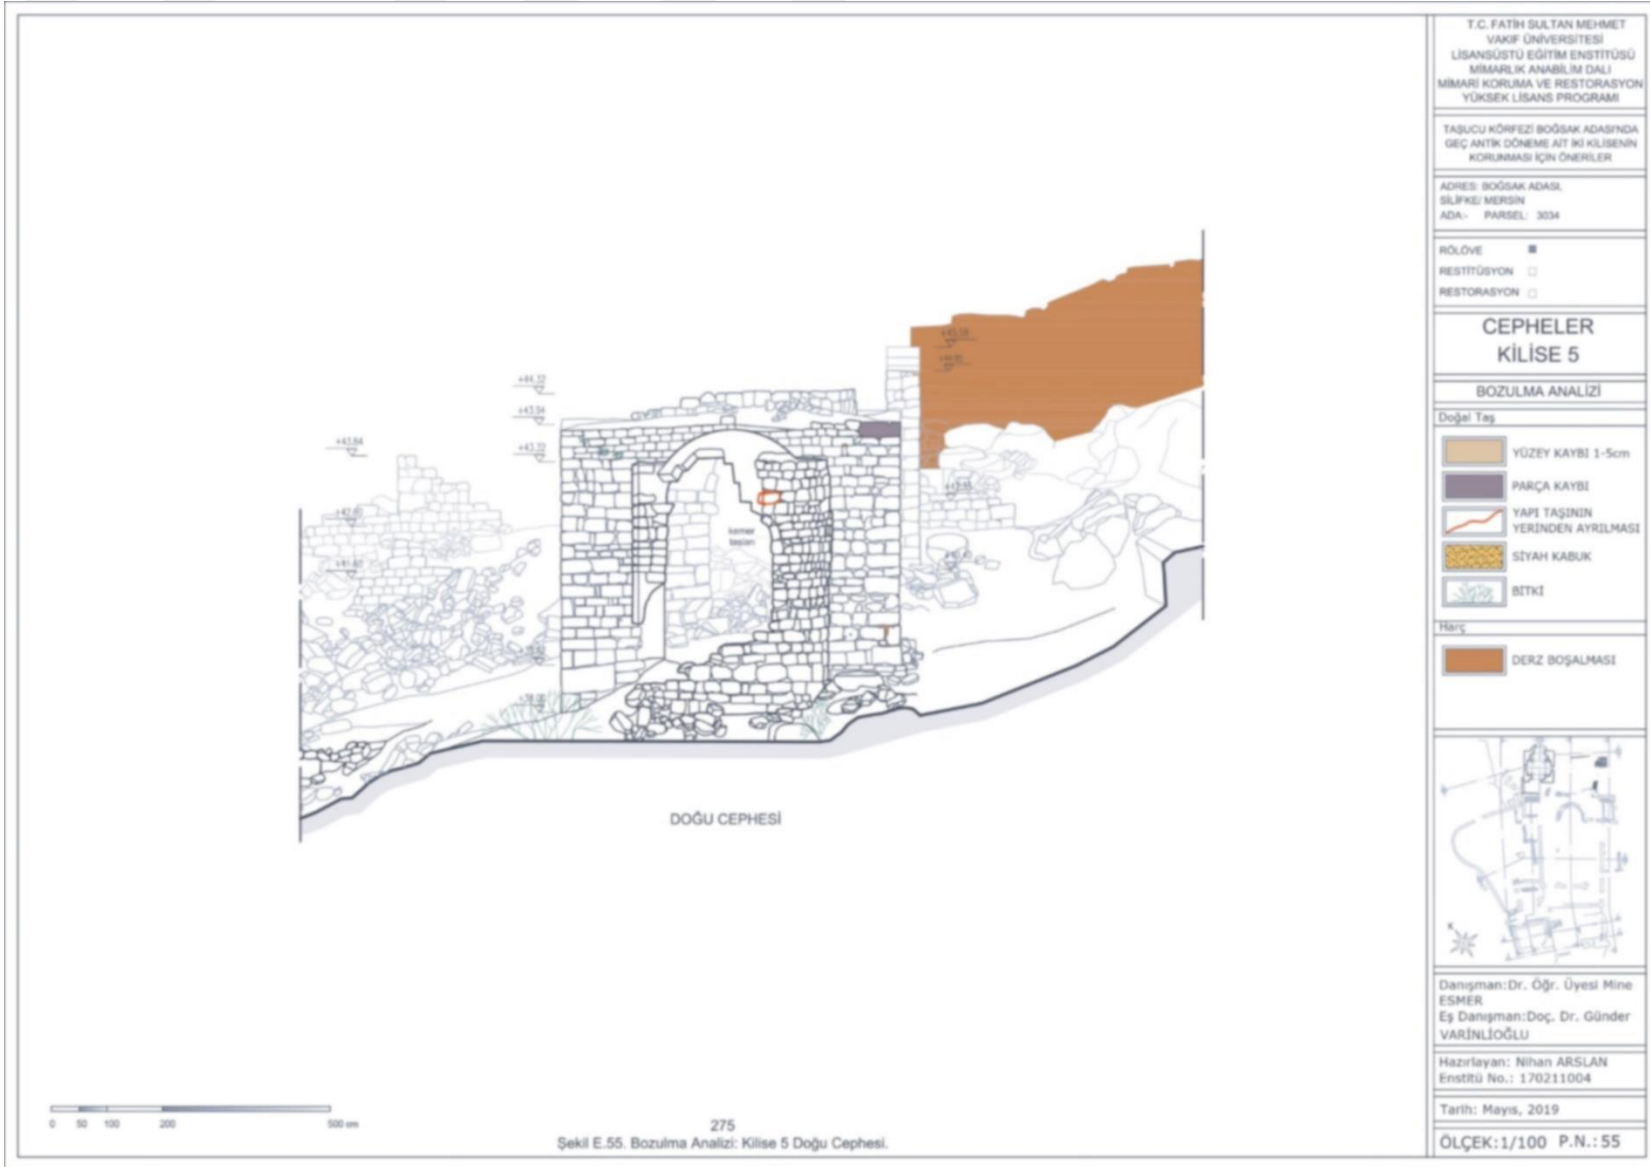 T.C. FATİH SULTAN MEHMET
VAKIF ÜNİVERSİTESİ
LİSANSÜSTÜ EĞİTİM ENSTİTÜSÜ
MİMARLIK ANABİLİM DALI
MİMARİ KORUMA VE RESTORASYON
YÜKSEK LİSANS PROGRAMI
TAŞUCU KÖRFEZİ BOĞSAK ADASI'NDA
GEÇ ANTİK DÖNEME AİT İKİ KİLİSENİN
KORUNMASI İÇİN ÖNERİLER
ADRES: BOĞSAK ADASI,
SİLİFKE/ MERSİN
ADA:- PARSEL: 3034
RÖLÖVE
RESTİTÜSYON
RESTORASYON
CEPHELER
KİLİSE 5
BOZULMA ANALİZİ
Doğal Taş
YÜZEY KAYBI 1-5cm
PARÇA KAYBI
YAPI TAŞININ
YERİNDEN AYRILMASI
SİYAH KABUK
BİTKİ
Harç
DERZ BOŞALMASI
K
Danışman:Dr. Öğr. Üyesi Mine
ESMER
Eş Danışman:Doç. Dr. Günder
VARİNLİOĞLU
Hazırlayan: Nihan ARSLAN
Enstitü No.: 170211004
Tarih: Mayıs, 2019
ÖLÇEK:1/100 P.N.: 55
+43.84
+44.32
+43.94
+43.32
kemer
taşları
DOĞU CEPHESİ
0 50 100 200 500 cm
275
Şekil E.55. Bozulma Analizi: Kilise 5 Doğu Cephesi.